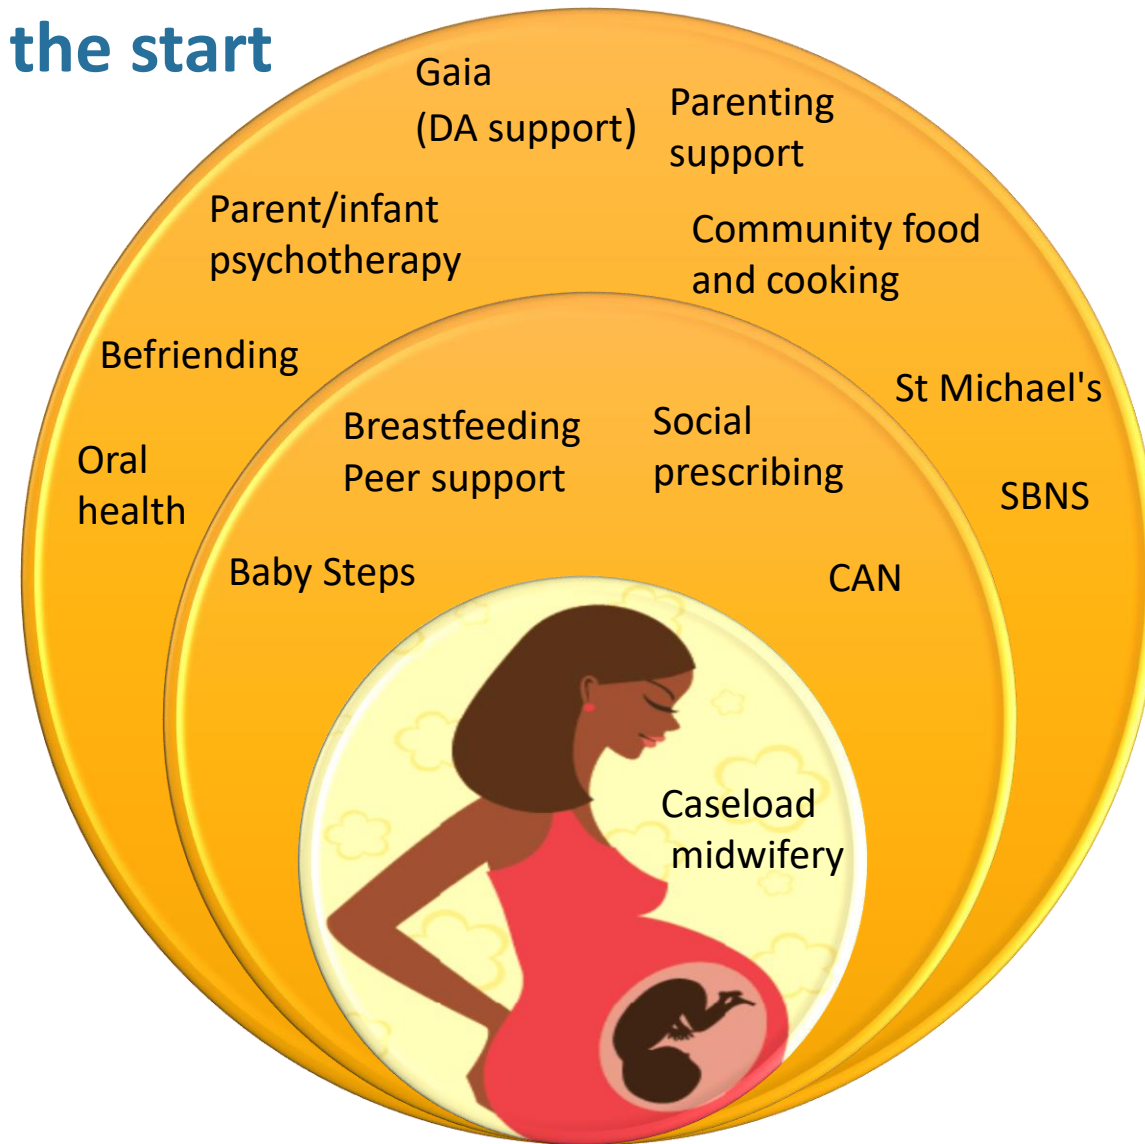 the start
Gaia
(DA support)
Parenting
support
Parent/infant
psychotherapy
Community food
and cooking
Befriending
St Michael's
Oral
health
SBNS
Breastfeeding
Peer support
Social
prescribing
Baby Steps
CAN
Caseload
midwifery